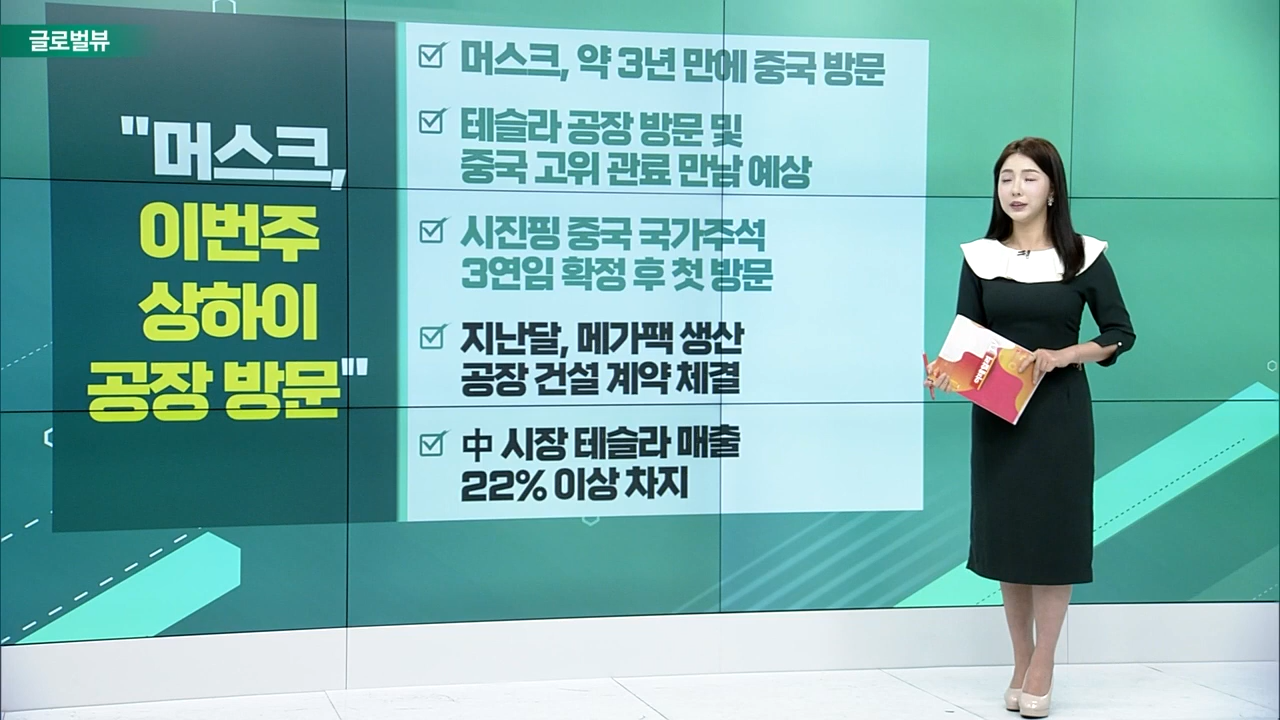 글로벌뷰
"머스크,
이번주
상하이
공장 방문"
머스크, 약 3년 만에 중국 방문
테슬라 공장 방문 및
중국 고위 관료 만남 예상
시진핑 중국 국가주석
3연임 확정 후 첫 방문
지난달, 메가팩 생산
공장 건설 계약 체결
中 시장 테슬라 매출
22% 이상 차지